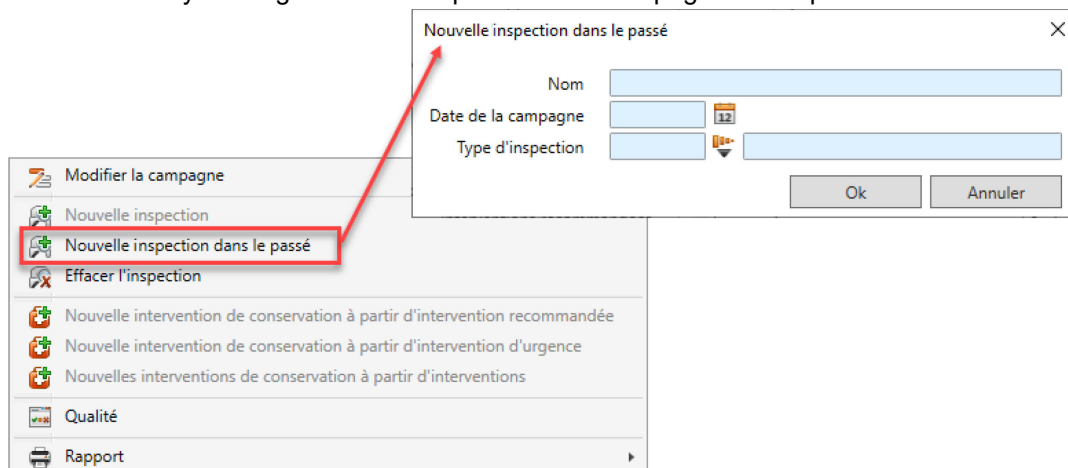 Nouvelle inspection dans le passé
Nom
Date de la campagne
12
Type d'inspection
Ok
Annuler
Modifier la campagne
Nouvelle inspection
Nouvelle inspection dans le passé
Effacer l'inspection
Nouvelle intervention de conservation à partir d'intervention recommandée
Nouvelle intervention de conservation à partir d'intervention d'urgence
Nouvelles interventions de conservation à partir d'interventions
Qualité
Rapport